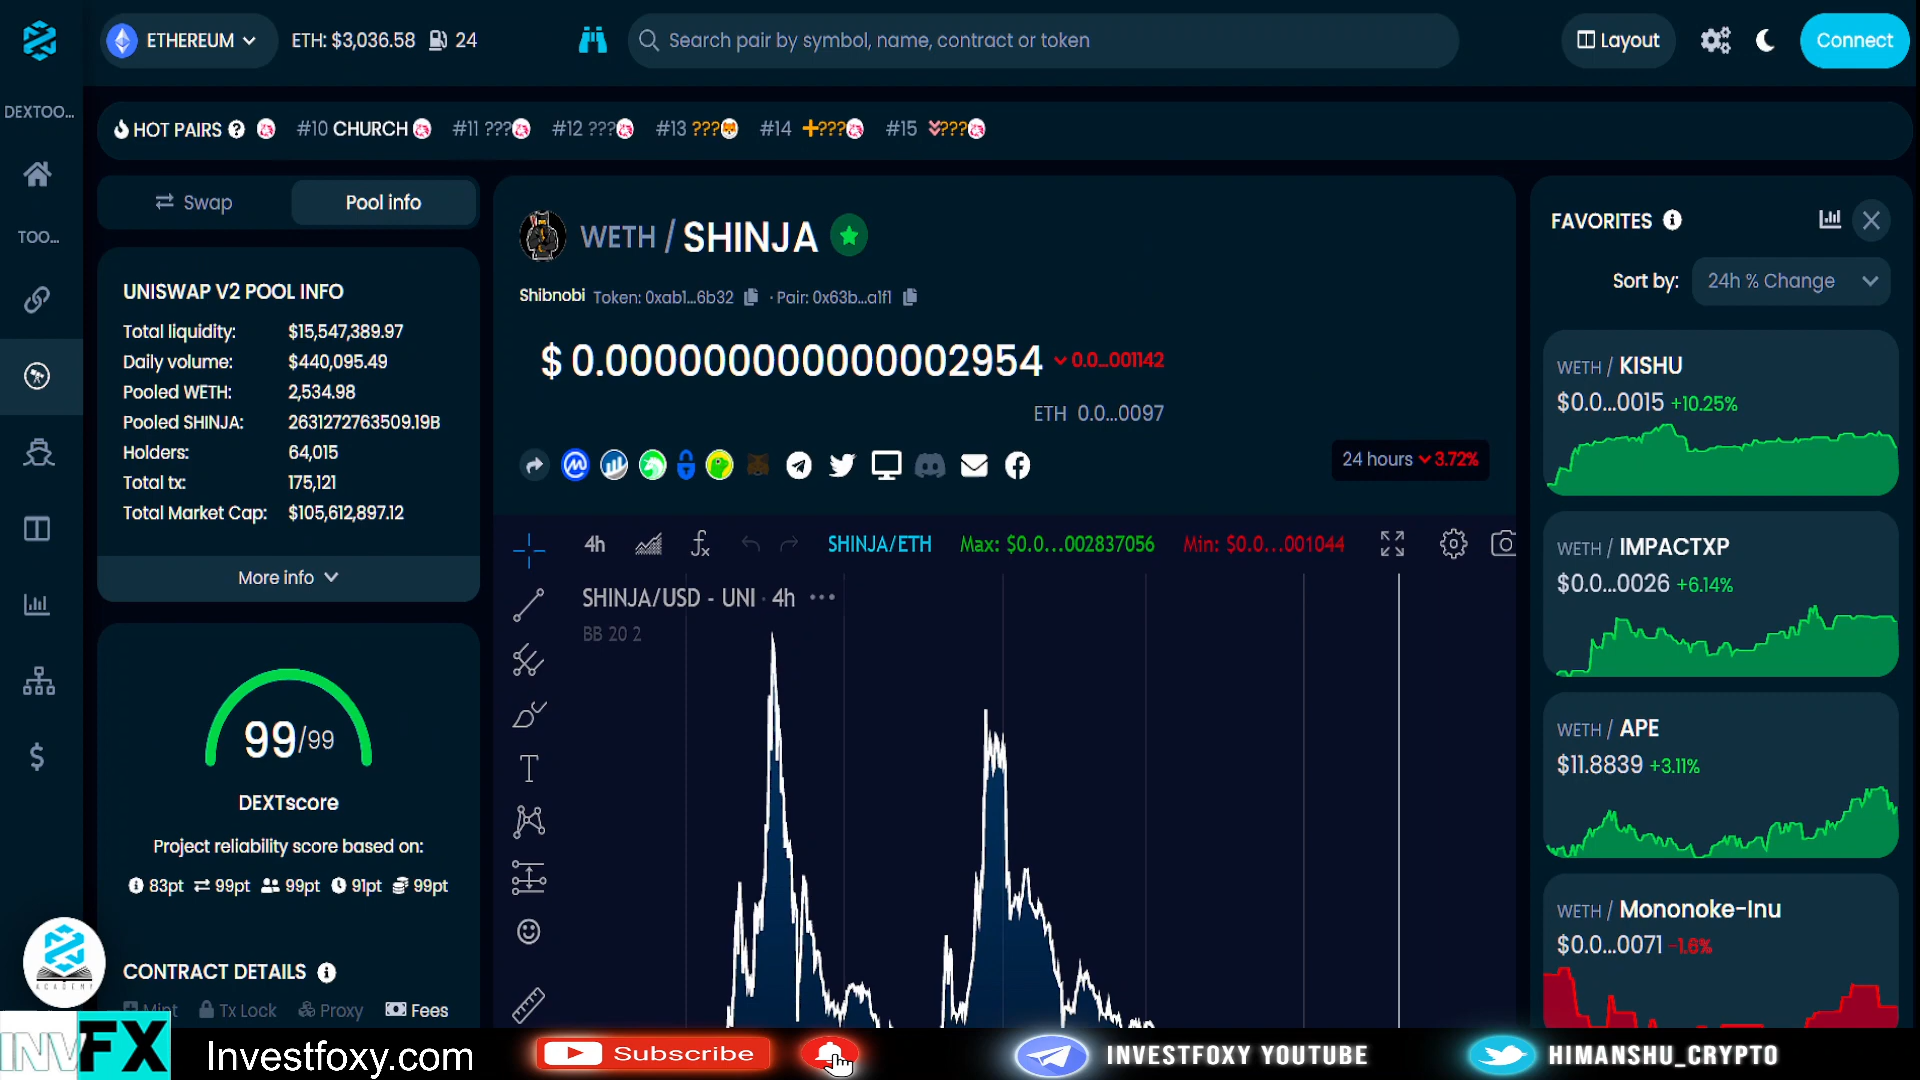 ETHEREUM
ETH: $3,036.58 24
Search pair by symbol, name, contract or token
Layout
Connect
DEXTOO...
HOT PAIRS ? #10 CHURCH #11 ??? #12 ??? #13 ??? #14 +??? #15 ???
TOO...
Swap
Pool info
UNISWAP V2 POOL INFO
Total liquidity: $15,547,389.97
Daily volume: $440,095.49
Pooled WETH: 2,534.98
Pooled SHINJA: 2631272763509.19B
Holders: 64,015
Total tx: 175,121
Total Market Cap: $105,612,897.12
More info
99/99
DEXTscore
Project reliability score based on:
83pt 99pt 99pt 91pt 99pt
CONTRACT DETAILS
Mint Tx Lock Proxy Fees
ACADEMY
WETH / SHINJA
Shibnobi Token: 0xab1...6b32 · Pair: 0x63b...a1f1
$ 0.000000000000002954 0.0...001142
ETH 0.0...0097
24 hours 3.72%
4h
SHINJA/ETH Max: $0.0...002837056 Min: $0.0...001044
SHINJA/USD - UNI · 4h ···
BB 20 2
T
FAVORITES
Sort by: 24h % Change
WETH / KISHU
$0.0...0015 +10.25%
WETH / IMPACTXP
$0.0...0026 +6.14%
WETH / APE
$11.8839 +3.11%
WETH / Mononoke-Inu
$0.0...0071 -1.6%
INVFX
Investfoxy.com
Subscribe
INVESTFOXY YOUTUBE
HIMANSHU_CRYPTO